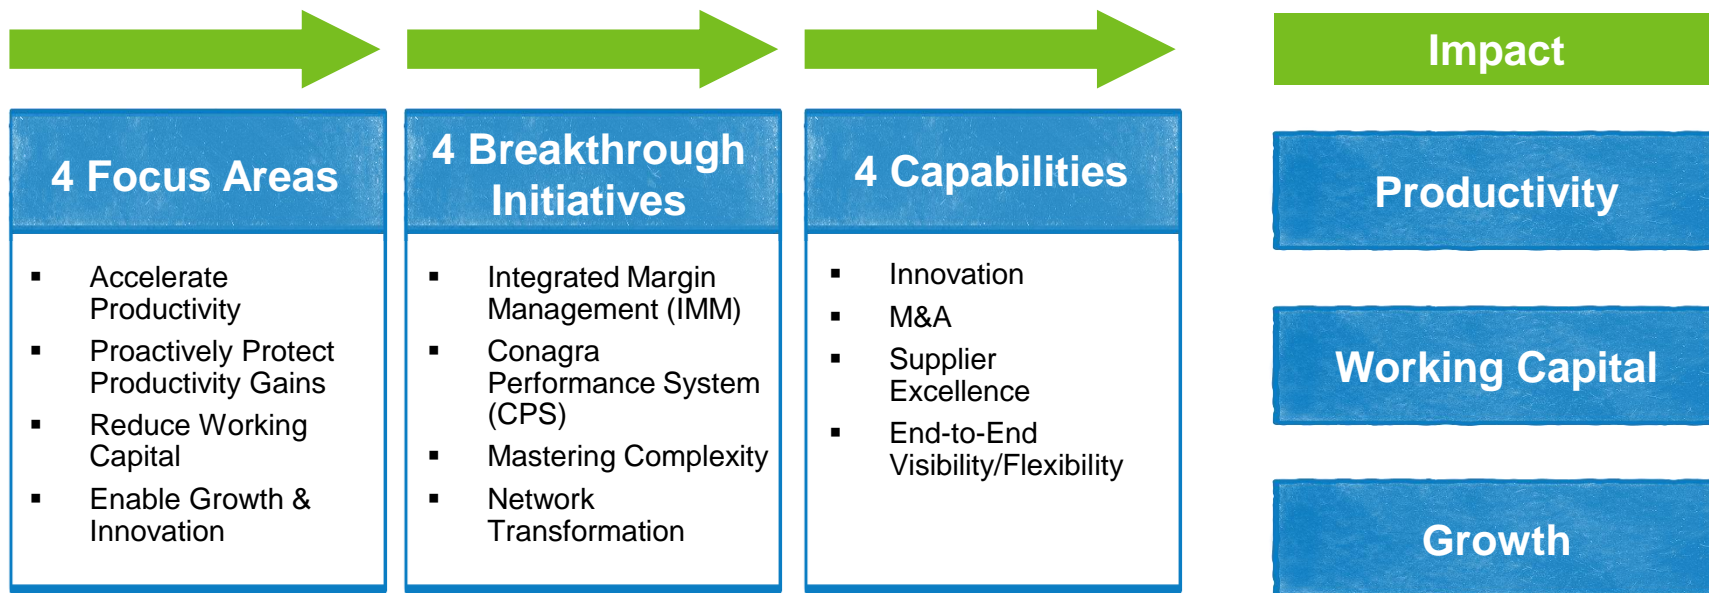 4 Focus Areas
▪ Accelerate
Productivity
▪ Proactively Protect
Productivity Gains
▪ Reduce Working
Capital
▪ Enable Growth &
Innovation
4 Breakthrough
Initiatives
▪ Integrated Margin
Management (IMM)
▪ Conagra
Performance System
(CPS)
▪ Mastering Complexity
▪ Network
Transformation
4 Capabilities
▪ Innovation
▪ M&A
▪ Supplier
Excellence
▪ End-to-End
Visibility/Flexibility
Impact
Productivity
Working Capital
Growth